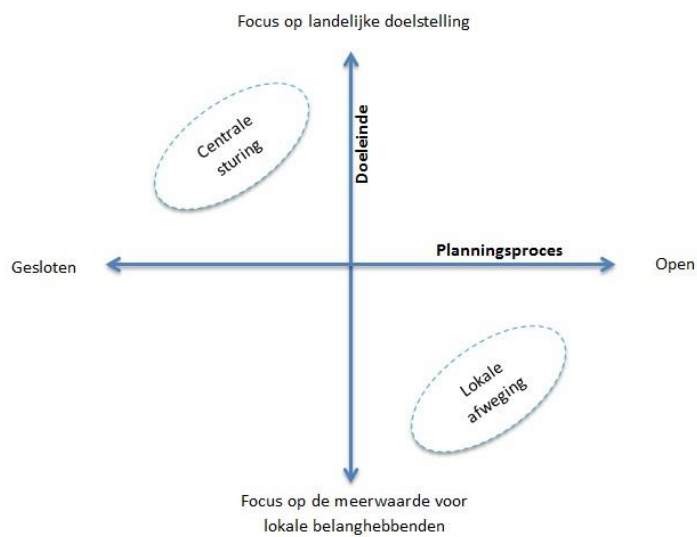 Focus op landelijke doelstelling
Doeleinde
Centrale
sturing
Planningsproces
Gesloten
Open
Lokale
afweging
Focus op de meerwaarde voor
lokale belanghebbenden